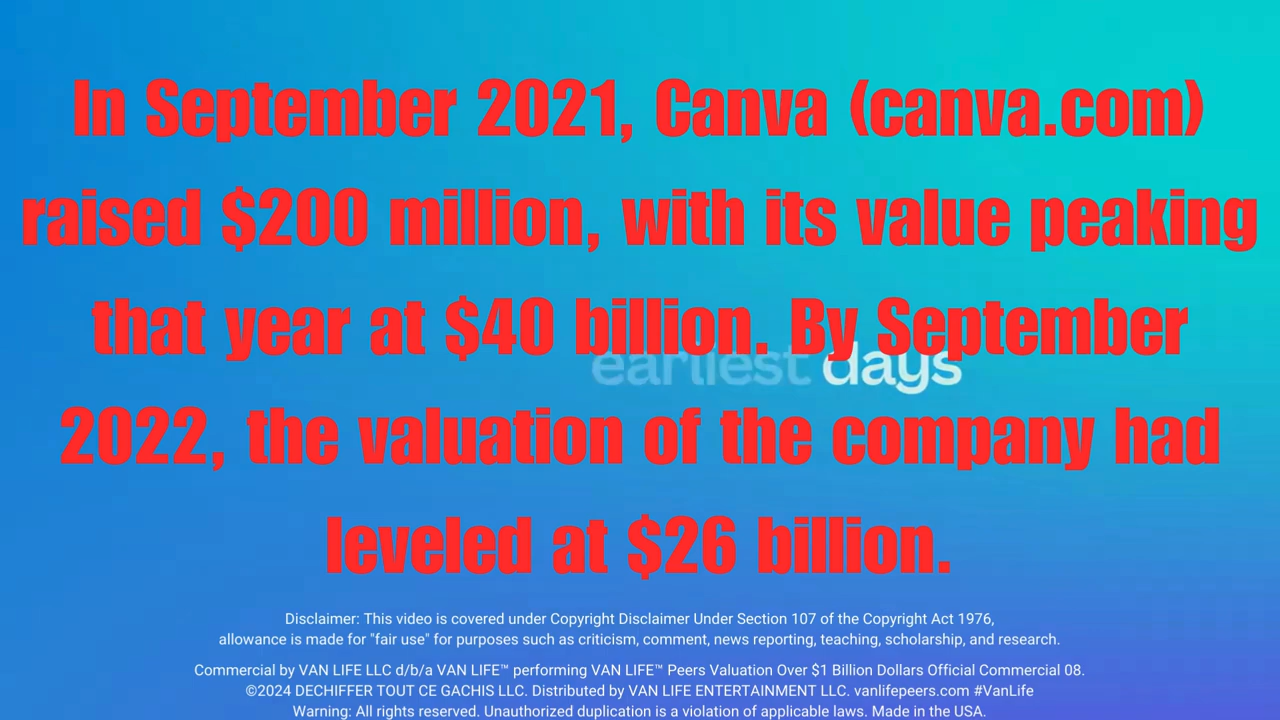 In September 2021, Canva (canva.com)
raised $200 million, with its value peaking
that year at $40 billion. By September
earliest days
2022, the valuation of the company had
leveled at $26 billion.
Disclaimer: This video is covered under Copyright Disclaimer Under Section 107 of the Copyright Act 1976,
allowance is made for "fair use" for purposes such as criticism, comment, news reporting, teaching, scholarship, and research.
Commercial by VAN LIFE LLC d/b/a VAN LIFE™ performing VAN LIFE™ Peers Valuation Over $1 Billion Dollars Official Commercial 08.
©2024 DECHIFFER TOUT CE GACHIS LLC. Distributed by VAN LIFE ENTERTAINMENT LLC. vanlifepeers.com #VanLife
Warning: All rights reserved. Unauthorized duplication is a violation of applicable laws. Made in the USA.